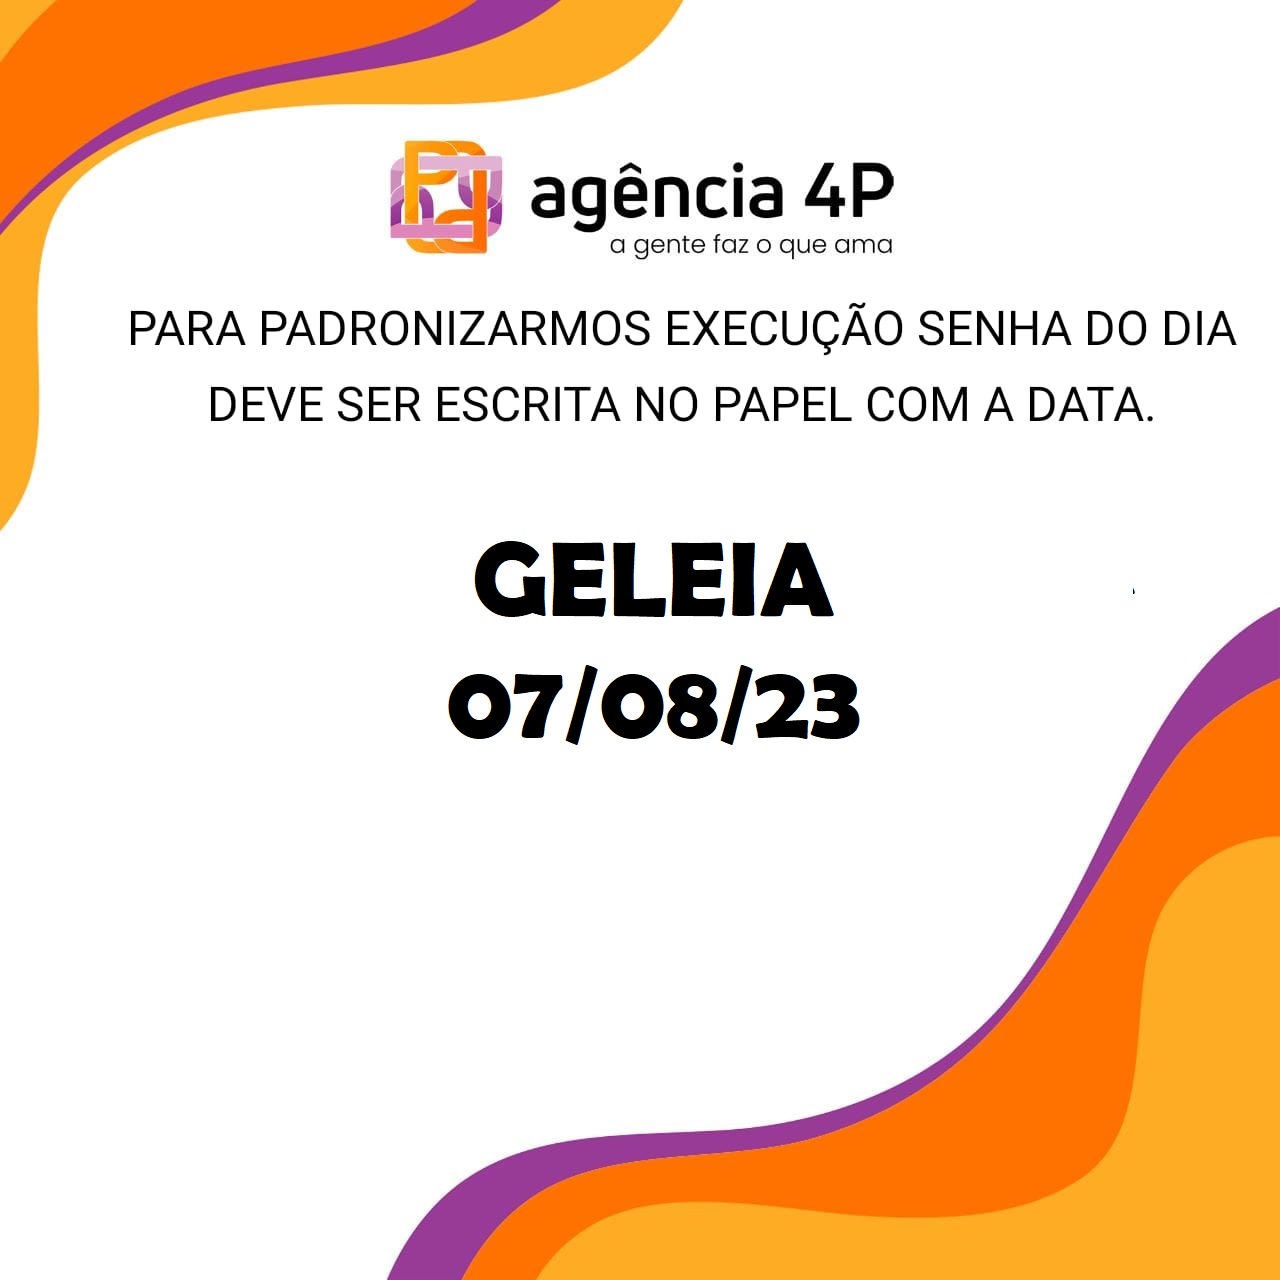 agência 4P
a gente faz o que ama
PARA PADRONIZARMOS EXECUÇÃO SENHA DO DIA
DEVE SER ESCRITA NO PAPEL COM A DATA.
GELEIA
07/08/23